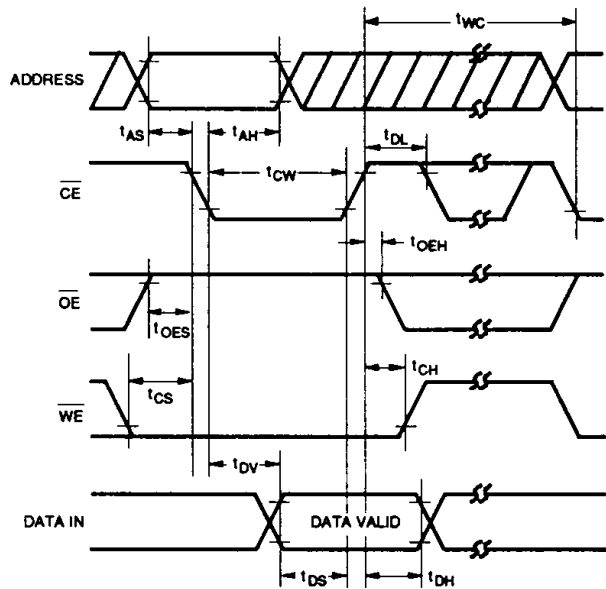 tWC
ADDRESS
tAS
tAH
tDL
CE
tCW
tOEH
OE
tOES
tCH
WE
tCS
tDV
DATA IN
DATA VALID
tDS
tDH